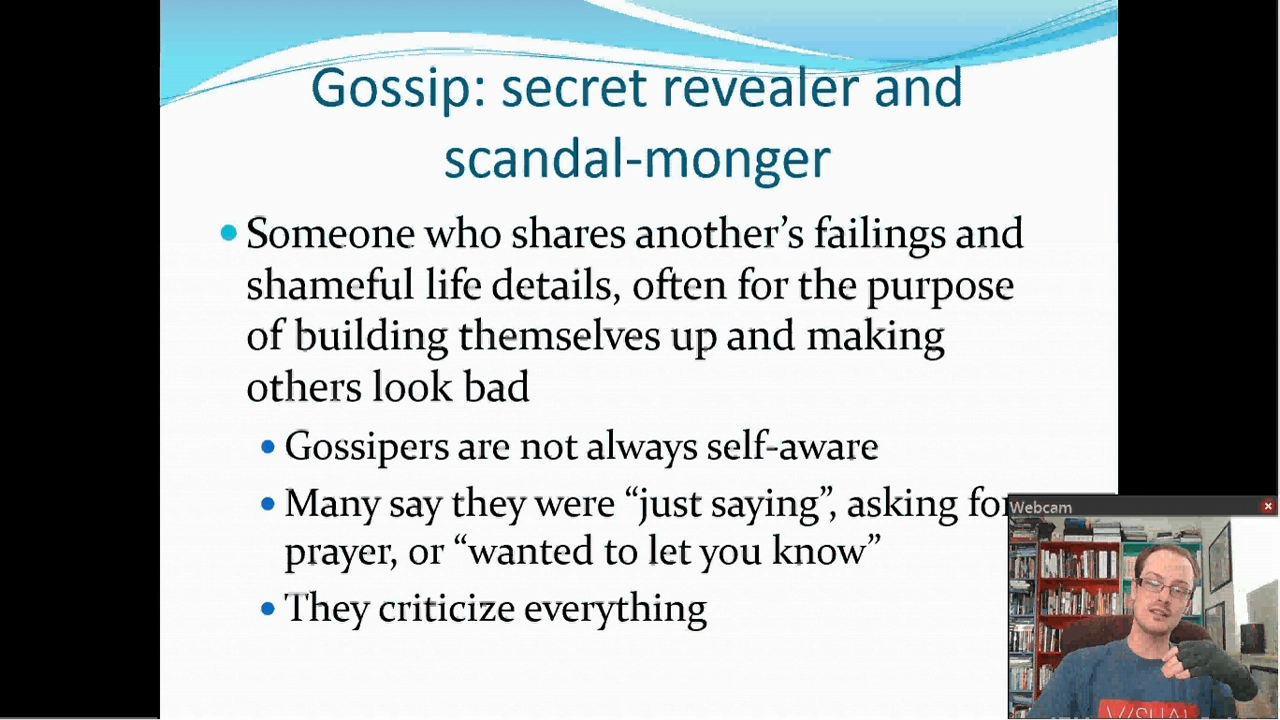 Gossip: secret revealer and
scandal-monger
Someone who shares another’s failings and
shameful life details, often for the purpose
of building themselves up and making
others look bad
Gossipers are not always self-aware
Many say they were “just saying”, asking for
prayer, or “wanted to let you know”
They criticize everything
Webcam
VISUAL